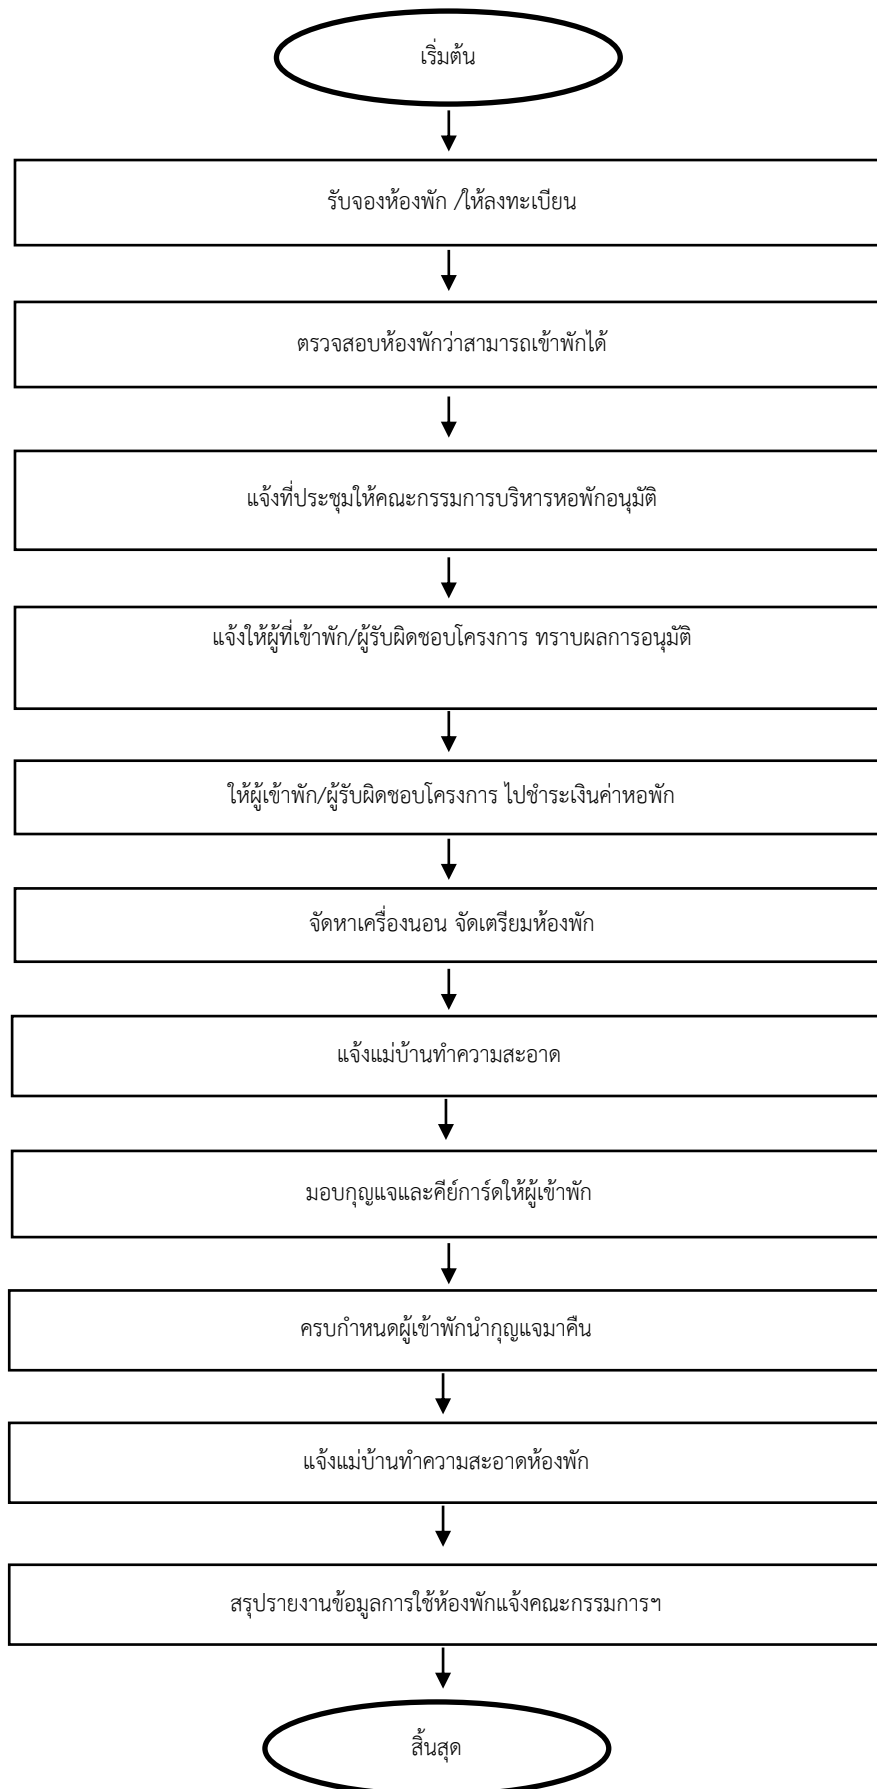 เริ่มต้น
รับจองห้องพัก /ให้ลงทะเบียน
ตรวจสอบห้องพักว่าสามารถเข้าพักได้
แจ้งที่ประชุมให้คณะกรรมการบริหารหอพักอนุมัติ
แจ้งให้ผู้ที่เข้าพัก/ผู้รับผิดชอบโครงการ ทราบผลการอนุมัติ
ให้ผู้เข้าพัก/ผู้รับผิดชอบโครงการ ไปชำระเงินค่าหอพัก
จัดหาเครื่องนอน จัดเตรียมห้องพัก
แจ้งแม่บ้านทำความสะอาด
มอบกุญแจและคีย์การ์ดให้ผู้เข้าพัก
ครบกำหนดผู้เข้าพักนำกุญแจมาคืน
แจ้งแม่บ้านทำความสะอาดห้องพัก
สรุปรายงานข้อมูลการใช้ห้องพักแจ้งคณะกรรมการฯ
สิ้นสุด